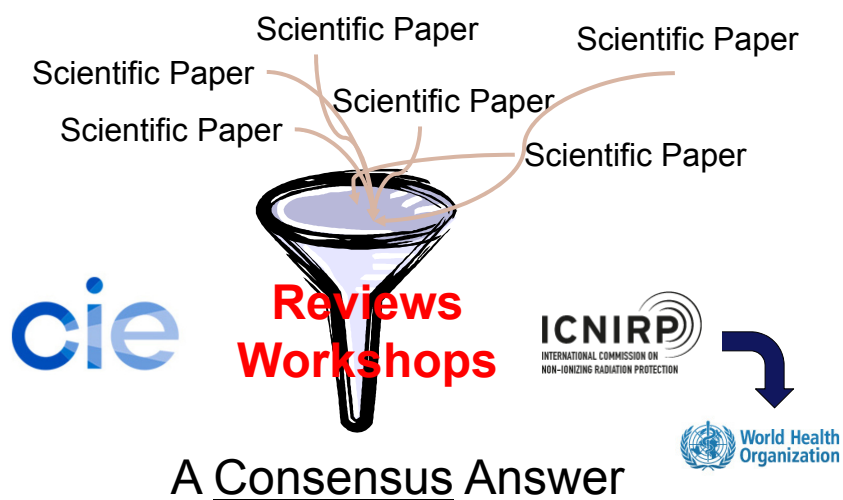 Scientific Paper
Scientific Paper
Scientific Paper
Scientific Paper
Scientific Paper
Scientific Paper
Reviews
Workshops
cie
ICNIRP
INTERNATIONAL COMMISSION ON
NON-IONIZING RADIATION PROTECTION
World Health
Organization
A Consensus Answer